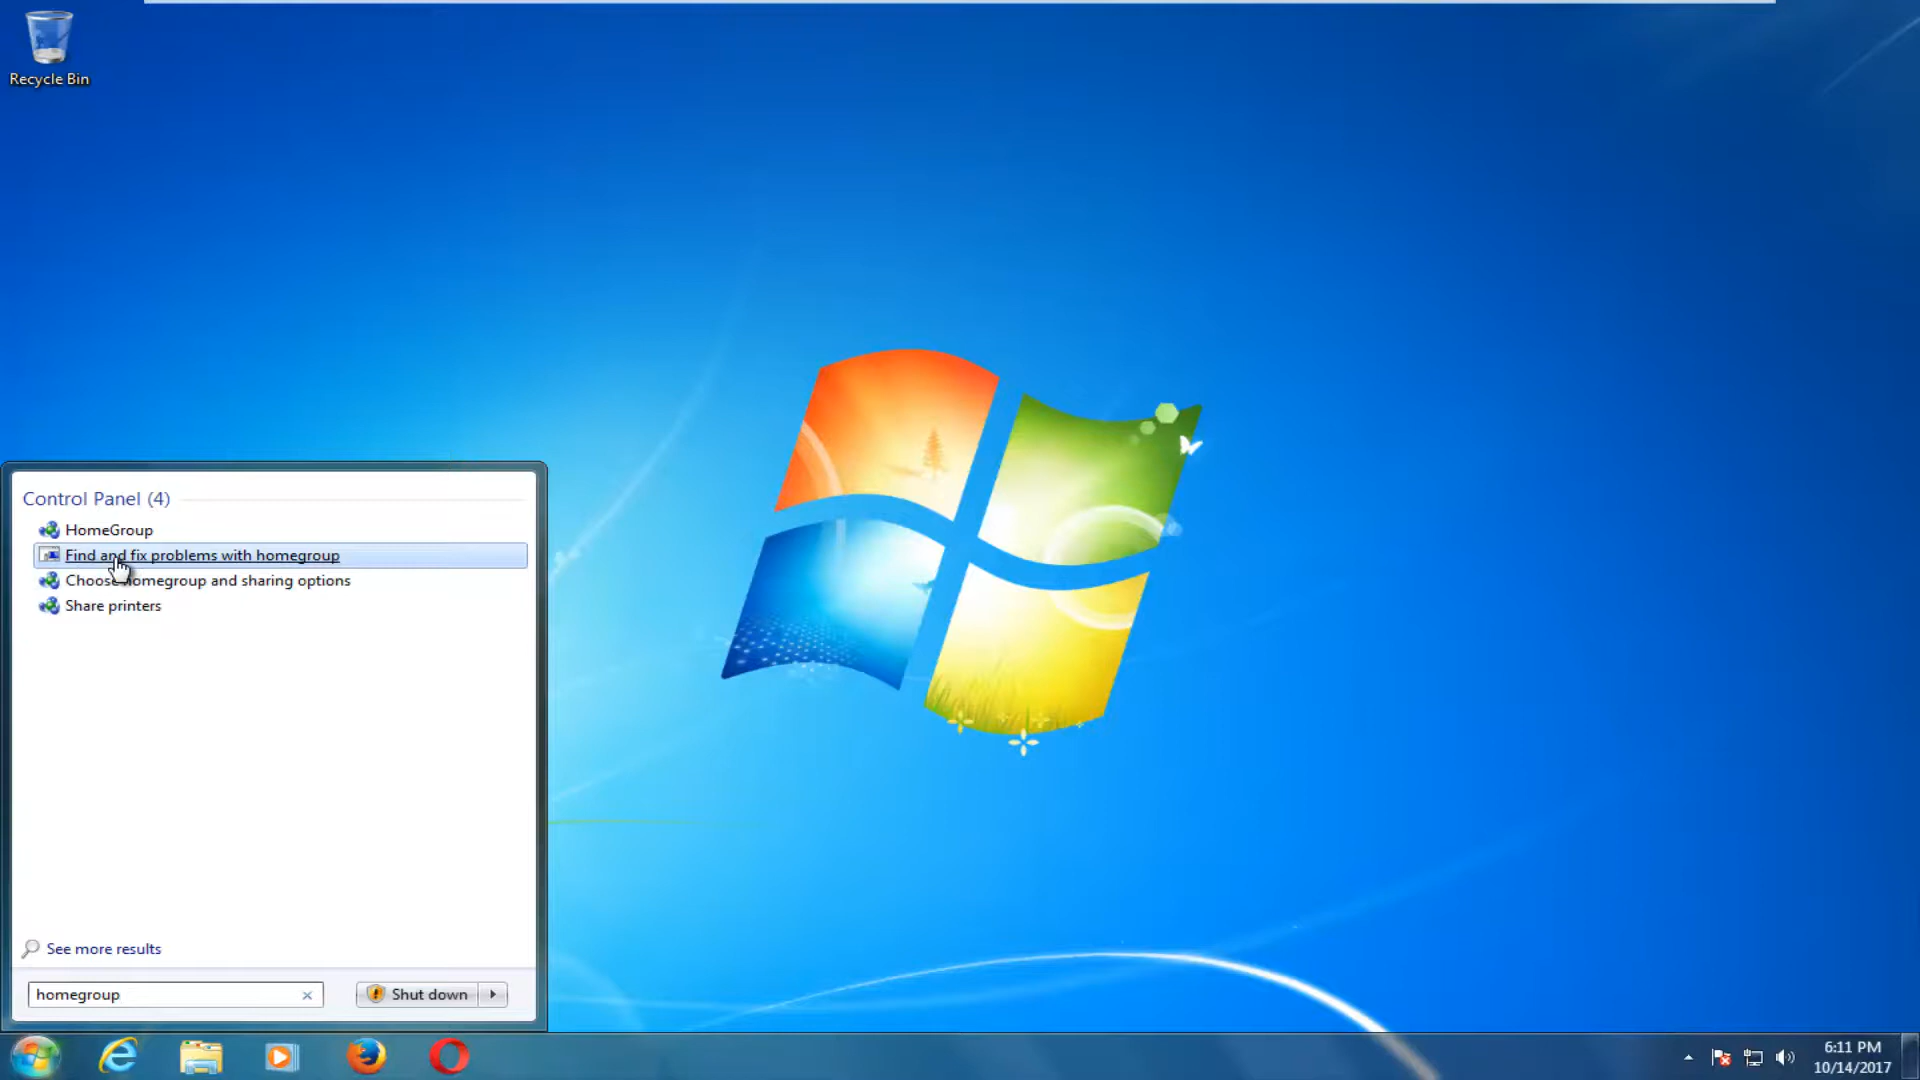 Recycle Bin
Control Panel (4)
HomeGroup
Find and fix problems with homegroup
Choose homegroup and sharing options
Share printers
See more results
homegroup
Shut down
6:11 PM
10/14/2017